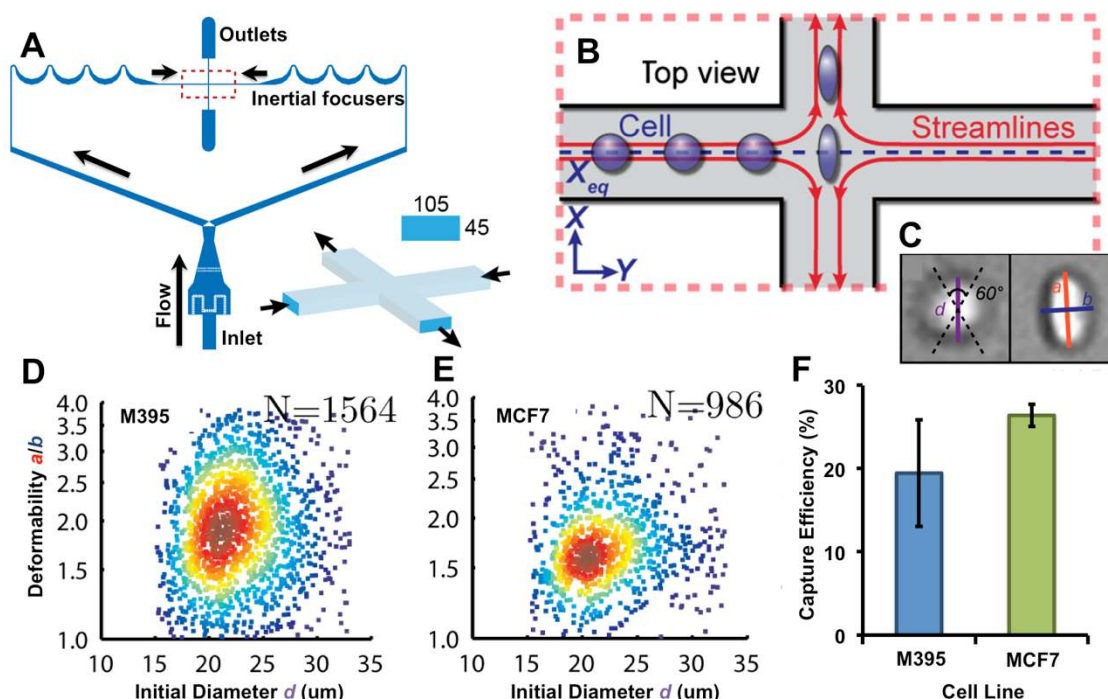 A
Outlets
Inertial focusers
Flow
Inlet
105
45
B
Top view
Cell
Streamlines
Xeq
X
Y
C
d
60°
a
b
D
M395
N=1564
Deformability a/b
4.0
3.5
3.0
2.5
2.0
1.5
1.0
10 15 20 25 30 35
Initial Diameter d (um)
E
MCF7
N=986
4.0
3.5
3.0
2.5
2.0
1.5
1.0
10 15 20 25 30 35
Initial Diameter d (um)
F
Capture Efficiency (%)
30
20
10
0
M395 MCF7
Cell Line